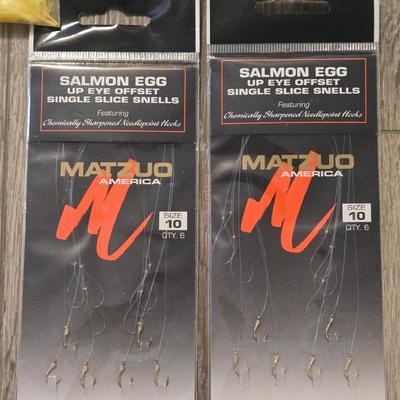 SALMON EGG
UP EYE OFFSET
SINGLE SLICE SNELLS
Featuring
Chemically Sharpened Needlepoint Hooks
MATZUO
AMERICA
SIZE
10
QTY. 6
SALMON EGG
UP EYE OFFSET
SINGLE SLICE SNELLS
Featuring
Chemically Sharpened Needlepoint Hooks
MATZUO
AMERICA
SIZE
10
QTY. 6